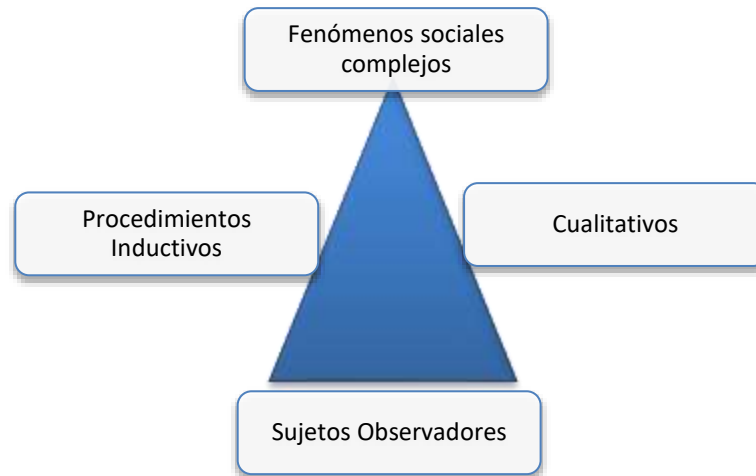 Fenómenos sociales
complejos
Procedimientos
Inductivos
Cualitativos
Sujetos Observadores